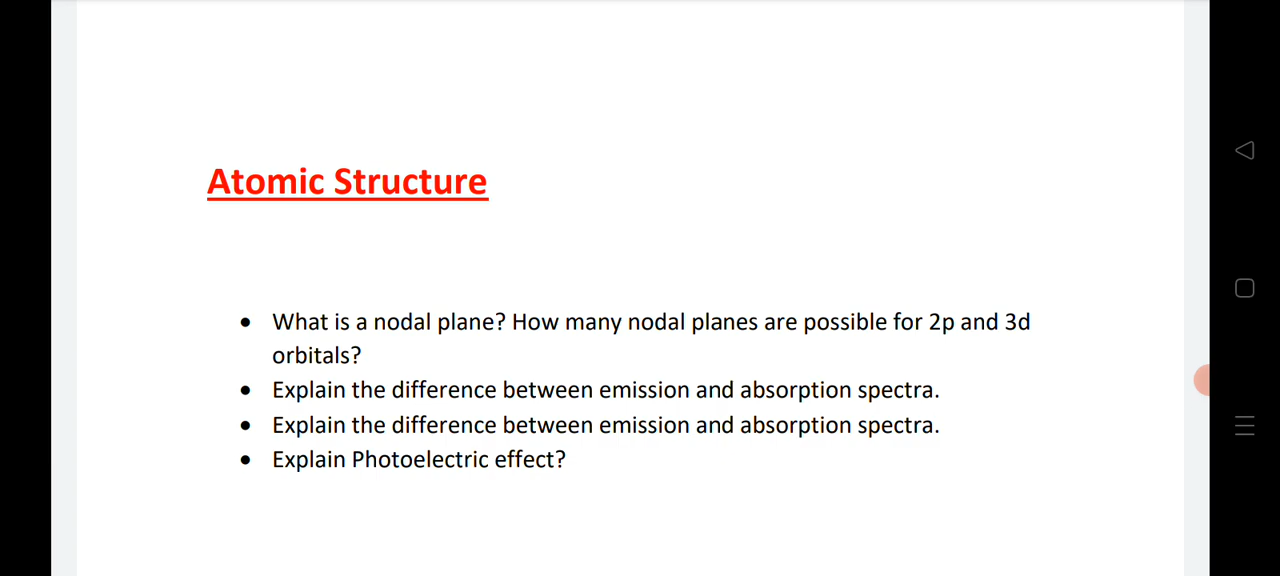 Atomic Structure
• What is a nodal plane? How many nodal planes are possible for 2p and 3d
orbitals?
• Explain the difference between emission and absorption spectra.
• Explain the difference between emission and absorption spectra.
• Explain Photoelectric effect?